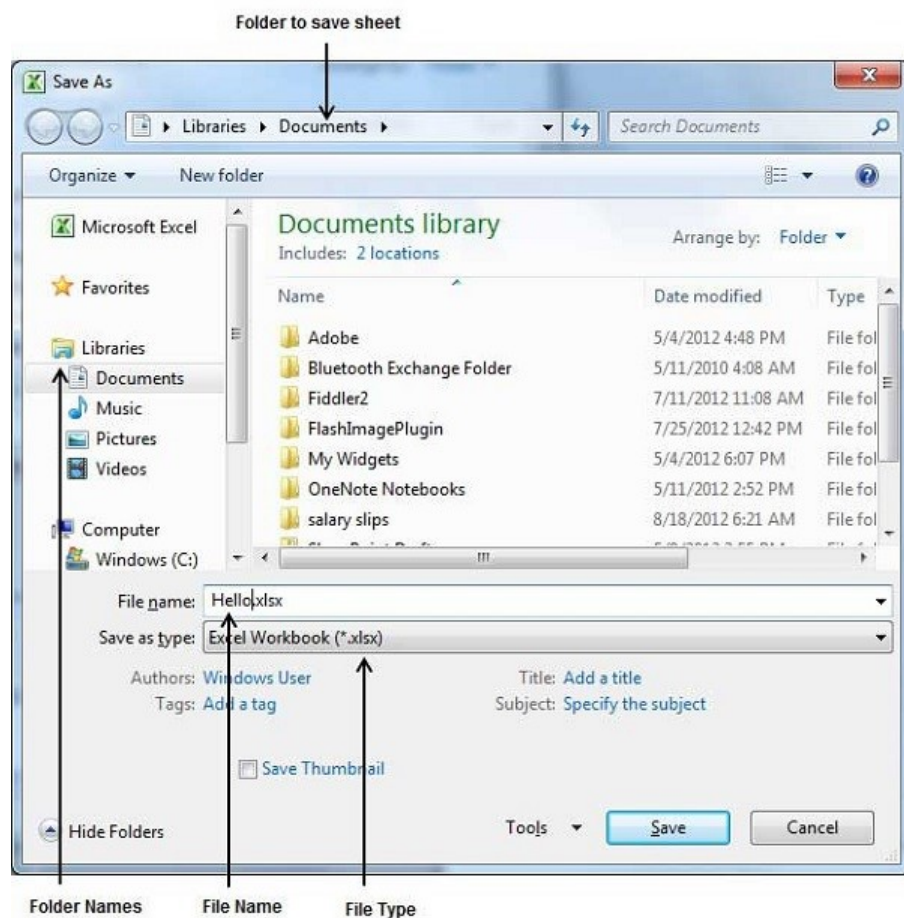 Folder to save sheet
Save As
Libraries Documents
Search Documents
Organize New folder
Microsoft Excel
Favorites
Libraries
Documents
Music
Pictures
Videos
Computer
Windows (C:)
Documents library
Includes: 2 locations
Arrange by: Folder
Name Date modified Type
Adobe 5/4/2012 4:48 PM File fol
Bluetooth Exchange Folder 5/11/2010 4:08 AM File fol
Fiddler2 7/11/2012 11:08 AM File fol
FlashImagePlugin 7/25/2012 12:42 PM File fol
My Widgets 5/4/2012 6:07 PM File fol
OneNote Notebooks 5/11/2012 2:52 PM File fol
salary slips 8/18/2012 6:21 AM File fol
File name: Hello.xlsx
Save as type: Excel Workbook (*.xlsx)
Authors: Windows User Title: Add a title
Tags: Add a tag Subject: Specify the subject
Save Thumbnail
Hide Folders Tools Save Cancel
Folder Names File Name File Type